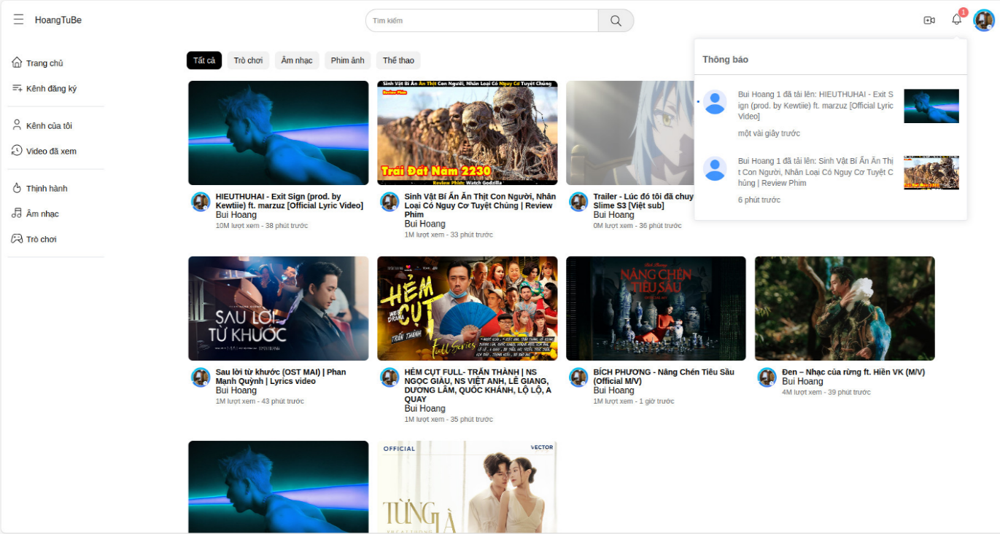 HoangTuBe
Tìm kiếm
1
Trang chủ
Kênh đăng ký
Kênh của tôi
Video đã xem
Thịnh hành
Âm nhạc
Trò chơi
Tất cả
Trò chơi
Âm nhạc
Phim ảnh
Thể thao
Thông báo
Bui Hoang 1 đã tải lên: HIEUTHUHAI - Exit S
ign (prod. by Kewtiie) ft. marzuz [Official Lyric
Video]
một vài giây trước
Bui Hoang 1 đã tải lên: Sinh Vật Bí Ẩn Ăn Thị
t Con Người, Nhân Loại Có Nguy Cơ Tuyệt C
hủng | Review Phim
6 phút trước
Trái Đất Năm 2230
HIEUTHUHAI - Exit Sign (prod. by
Kewtiie) ft. marzuz [Official Lyric Video]
Bui Hoang
10M lượt xem - 38 phút trước
Sinh Vật Bí Ẩn Ăn Thịt Con Người, Nhân Loại Có Nguy Cơ Tuyệt Chủng
Review Phim
Trái Đất Năm 2230
Review Phim: Watch Godzilla
Sinh Vật Bí Ẩn Ăn Thịt Con Người, Nhân
Loại Có Nguy Cơ Tuyệt Chủng | Review
Phim
Bui Hoang
1M lượt xem - 33 phút trước
Trailer - Lúc đó tôi đã chuy
Slime S3 [Việt sub]
Bui Hoang
0M lượt xem - 36 phút trước
SAU LỜI
TỪ KHƯỚC
Sau lời từ khước (OST MAI) | Phan
Mạnh Quỳnh | Lyrics video
Bui Hoang
1M lượt xem - 43 phút trước
HẺM
WEB
DRAMA
CỤT
TRẤN THÀNH
Full Series
HẺM CỤT FULL- TRẤN THÀNH | NS
NGỌC GIÀU, NS VIỆT ANH, LÊ GIANG,
DƯƠNG LÂM, QUỐC KHÁNH, LỘ LỘ, A
QUAY
Bui Hoang
1M lượt xem - 35 phút trước
NÂNG CHÉN
TIÊU SẦU
BÍCH PHƯƠNG - Nâng Chén Tiêu Sầu
(Official M/V)
Bui Hoang
1M lượt xem - 1 giờ trước
Đen – Nhạc của rừng ft. Hiền VK (M/V)
Bui Hoang
4M lượt xem - 39 phút trước
OFFICIAL
VECTOR
TỪNG
LÀ